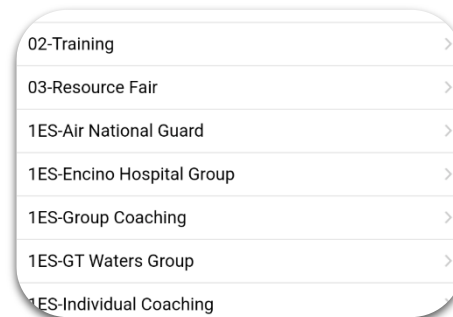 02-Training
03-Resource Fair
1ES-Air National Guard
1ES-Encino Hospital Group
1ES-Group Coaching
1ES-GT Waters Group
1ES-Individual Coaching